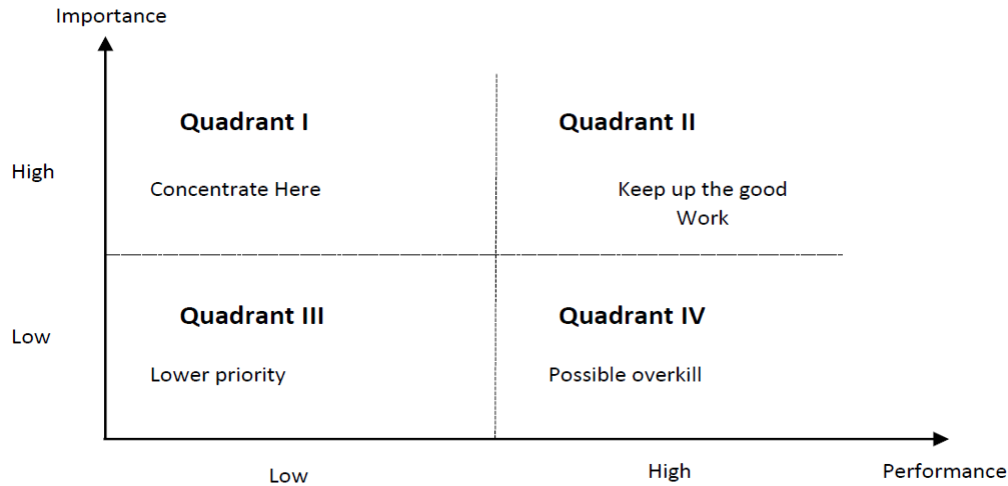 Importance
Quadrant I
Quadrant II
High
Concentrate Here
Keep up the good
Work
Quadrant III
Quadrant IV
Low
Lower priority
Possible overkill
Low
High
Performance